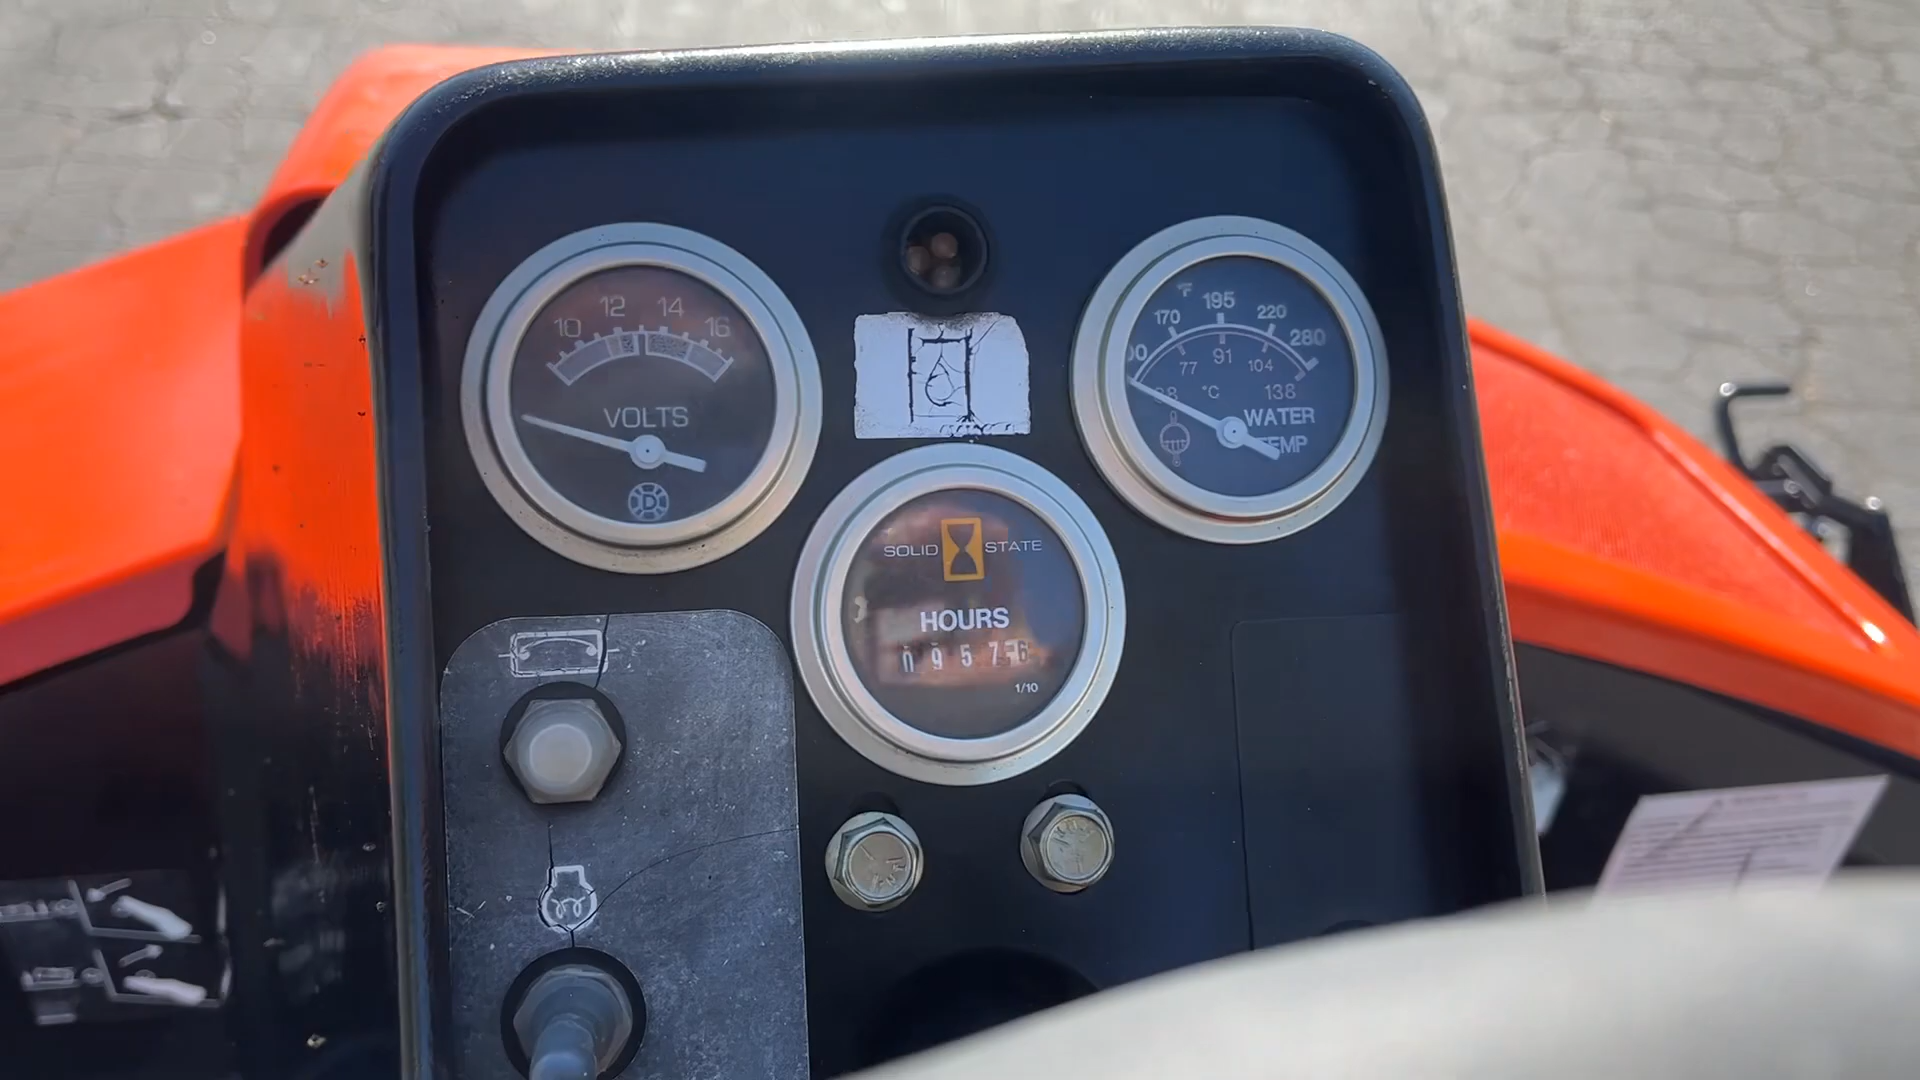 10 12 14 16
VOLTS
D
°F
170 195 220 280
77 91 104 138
°C
WATER
SOLID STATE
HOURS
0 9 5 7 6
1/10